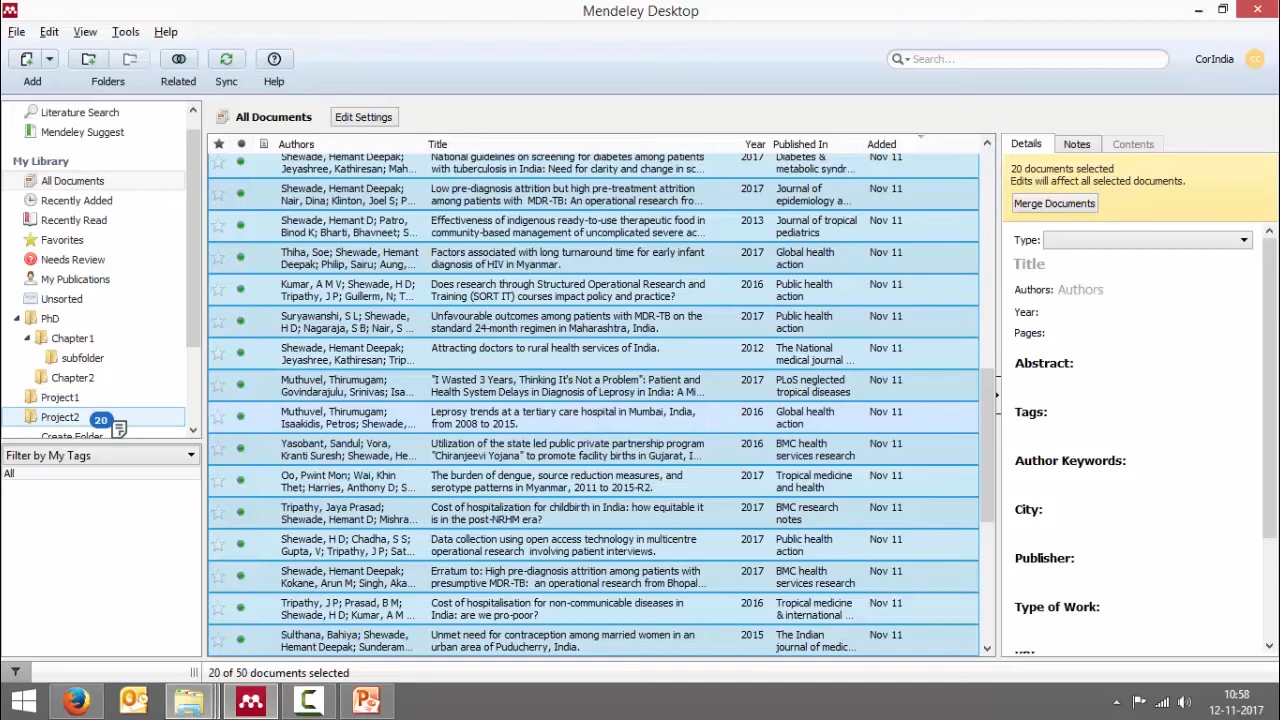 Mendeley Desktop
File Edit View Tools Help
Add Folders Related Sync Help
Search...
CorIndia CC
Literature Search
Mendeley Suggest
My Library
All Documents
Recently Added
Recently Read
Favorites
Needs Review
My Publications
Unsorted
PhD
Chapter1
subfolder
Chapter2
Project1
Project2 20
Create Folder
Filter by My Tags
All
All Documents Edit Settings
Authors Title Year Published In Added
Shewade, Hemant Deepak; National guidelines on screening for diabetes among patients 2017 Diabetes & Nov 11
Jeyashree, Kathiresan; Mah... with tuberculosis in India: Need for clarity and change in sc... metabolic syndr...
Shewade, Hemant Deepak; Low pre-diagnosis attrition but high pre-treatment attrition 2017 Journal of Nov 11
Nair, Dina; Klinton, Joel S; P... among patients with MDR-TB: An operational research fro... epidemiology a...
Shewade, Hemant D; Patro, Effectiveness of indigenous ready-to-use therapeutic food in 2013 Journal of tropical Nov 11
Binod K; Bharti, Bhavneet; S... community-based management of uncomplicated severe ac... pediatrics
Thiha, Soe; Shewade, Hemant Factors associated with long turnaround time for early infant 2017 Global health Nov 11
Deepak; Philip, Sairu; Aung,... diagnosis of HIV in Myanmar. action
Kumar, A M V; Shewade, H D; Does research through Structured Operational Research and 2016 Public health Nov 11
Tripathy, J P; Guillerm, N; T... Training (SORT IT) courses impact policy and practice? action
Suryawanshi, S L; Shewade, Unfavourable outcomes among patients with MDR-TB on the 2017 Public health Nov 11
H D; Nagaraja, S B; Nair, S ... standard 24-month regimen in Maharashtra, India. action
Shewade, Hemant Deepak; Attracting doctors to rural health services of India. 2012 The National Nov 11
Jeyashree, Kathiresan; Trip... medical journal ...
Muthuvel, Thirumugam; "I Wasted 3 Years, Thinking It's Not a Problem": Patient and 2017 PLoS neglected Nov 11
Govindarajulu, Srinivas; Isa... Health System Delays in Diagnosis of Leprosy in India: A Mi... tropical diseases
Muthuvel, Thirumugam; Leprosy trends at a tertiary care hospital in Mumbai, India, 2016 Global health Nov 11
Isaakidis, Petros; Shewade,... from 2008 to 2015. action
Yasobant, Sandul; Vora, Utilization of the state led public private partnership program 2016 BMC health Nov 11
Kranti Suresh; Shewade, He... "Chiranjeevi Yojana" to promote facility births in Gujarat, I... services research
Oo, Pwint Mon; Wai, Khin The burden of dengue, source reduction measures, and 2017 Tropical medicine Nov 11
Thet; Harries, Anthony D; S... serotype patterns in Myanmar, 2011 to 2015-R2. and health
Tripathy, Jaya Prasad; Cost of hospitalization for childbirth in India: how equitable it 2017 BMC research Nov 11
Shewade, Hemant D; Mishra... is in the post-NRHM era? notes
Shewade, H D; Chadha, S S; Data collection using open access technology in multicentre 2017 Public health Nov 11
Gupta, V; Tripathy, J P; Sat... operational research involving patient interviews. action
Shewade, Hemant Deepak; Erratum to: High pre-diagnosis attrition among patients with 2017 BMC health Nov 11
Kokane, Arun M; Singh, Aka... presumptive MDR-TB: an operational research from Bhopal... services research
Tripathy, J P; Prasad, B M; Cost of hospitalisation for non-communicable diseases in 2016 Tropical medicine Nov 11
Shewade, H D; Kumar, A M ... India: are we pro-poor? & international ...
Sulthana, Bahiya; Shewade, Unmet need for contraception among married women in an 2015 The Indian Nov 11
Hemant Deepak; Sunderam... urban area of Puducherry, India. journal of medic...
Details Notes Contents
20 documents selected
Edits will affect all selected documents.
Merge Documents
Type:
Title
Authors: Authors
Year:
Pages:
Abstract:
Tags:
Author Keywords:
City:
Publisher:
Type of Work:
20 of 50 documents selected
10:58
12-11-2017